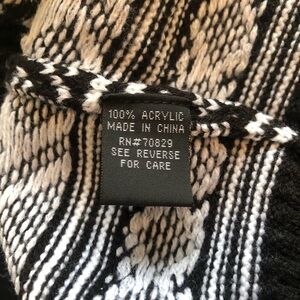 100% ACRYLIC
MADE IN CHINA
RN#70829
SEE REVERSE
FOR CARE